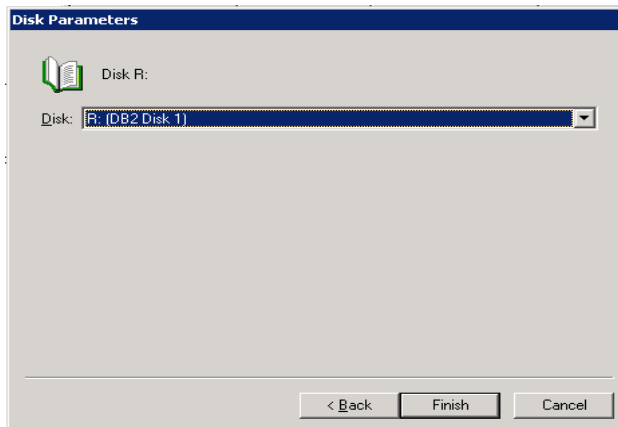 Disk Parameters
Disk R:
Disk: R: (DB2 Disk 1)
< Back Finish Cancel